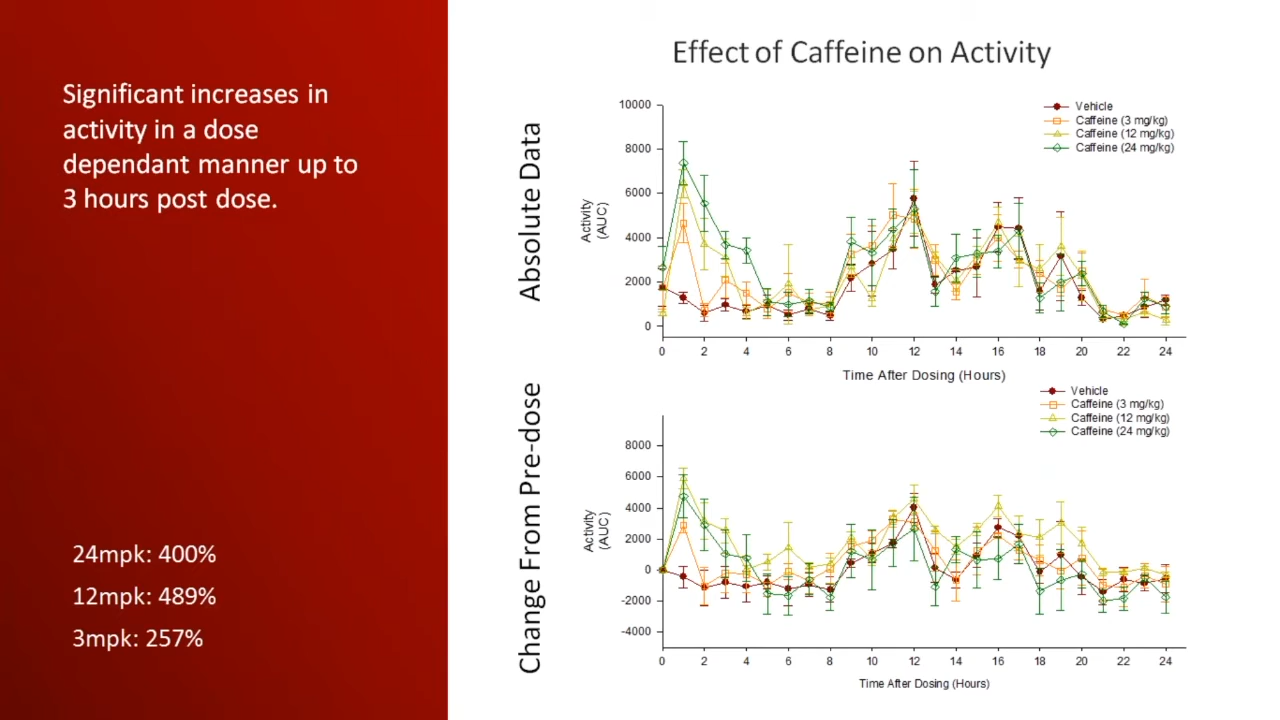 Significant increases in
activity in a dose
dependant manner up to
3 hours post dose.
24mpk: 400%
12mpk: 489%
3mpk: 257%
Effect of Caffeine on Activity
Absolute Data
Activity
(AUC)
10000
8000
6000
4000
2000
0
Vehicle
Caffeine (3 mg/kg)
Caffeine (12 mg/kg)
Caffeine (24 mg/kg)
0 2 4 6 8 10 12 14 16 18 20 22 24
Time After Dosing (Hours)
Change From Pre-dose
Activity
(AUC)
8000
6000
4000
2000
0
-2000
-4000
Vehicle
Caffeine (3 mg/kg)
Caffeine (12 mg/kg)
Caffeine (24 mg/kg)
0 2 4 6 8 10 12 14 16 18 20 22 24
Time After Dosing (Hours)